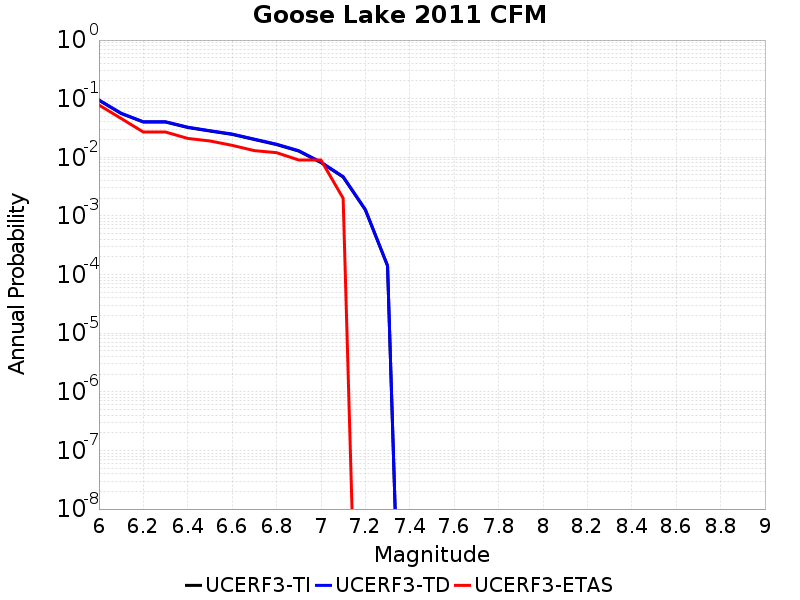 Goose Lake 2011 CFM
Annual Probability
10^0
10^-1
10^-2
10^-3
10^-4
10^-5
10^-6
10^-7
10^-8
6 6.2 6.4 6.6 6.8 7 7.2 7.4 7.6 7.8 8 8.2 8.4 8.6 8.8 9
Magnitude
UCERF3-TI UCERF3-TD UCERF3-ETAS